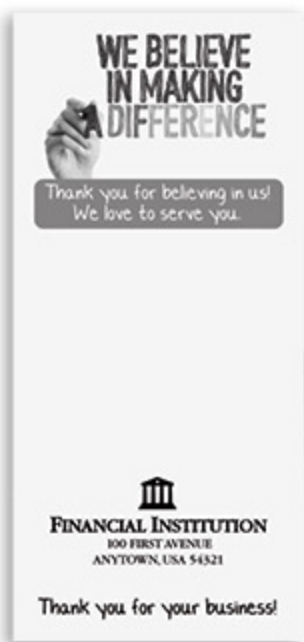 WE BELIEVE
IN MAKING
A DIFFERENCE
Thank you for believing in us!
We love to serve you.
FINANCIAL INSTITUTION
100 FIRST AVENUE
ANYTOWN, USA 54321
Thank you for your business!